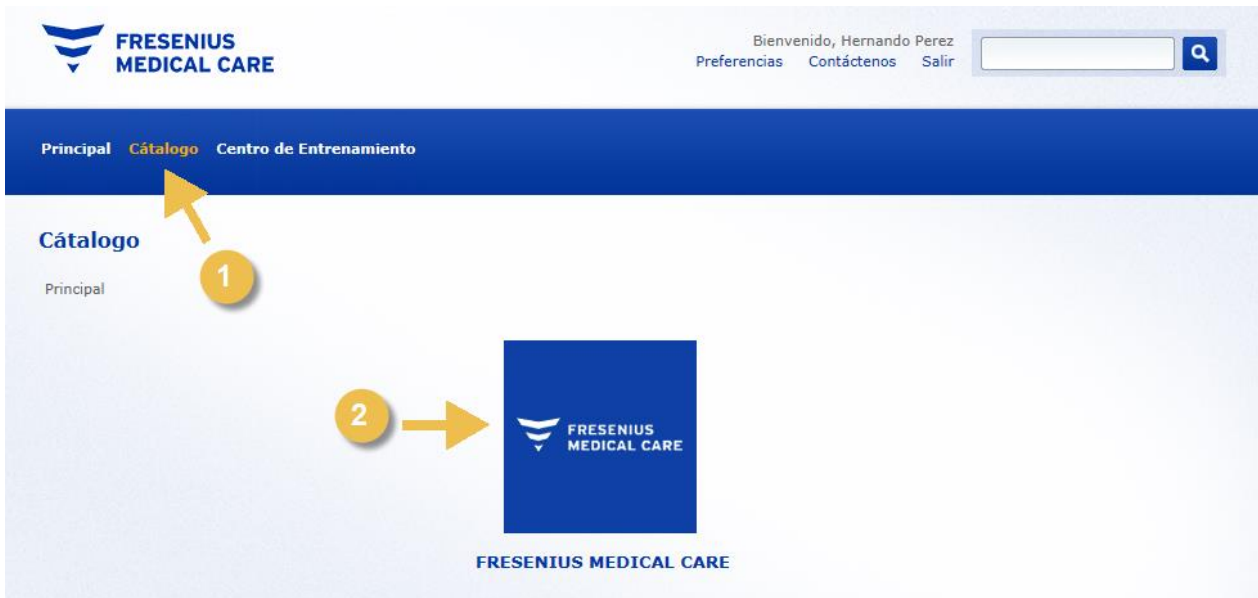 FRESENIUS
MEDICAL CARE
Bienvenido, Hernando Perez
Preferencias Contáctenos Salir
Principal Cátalogo Centro de Entrenamiento
Cátalogo
1
Principal
2
FRESENIUS
MEDICAL CARE
FRESENIUS MEDICAL CARE